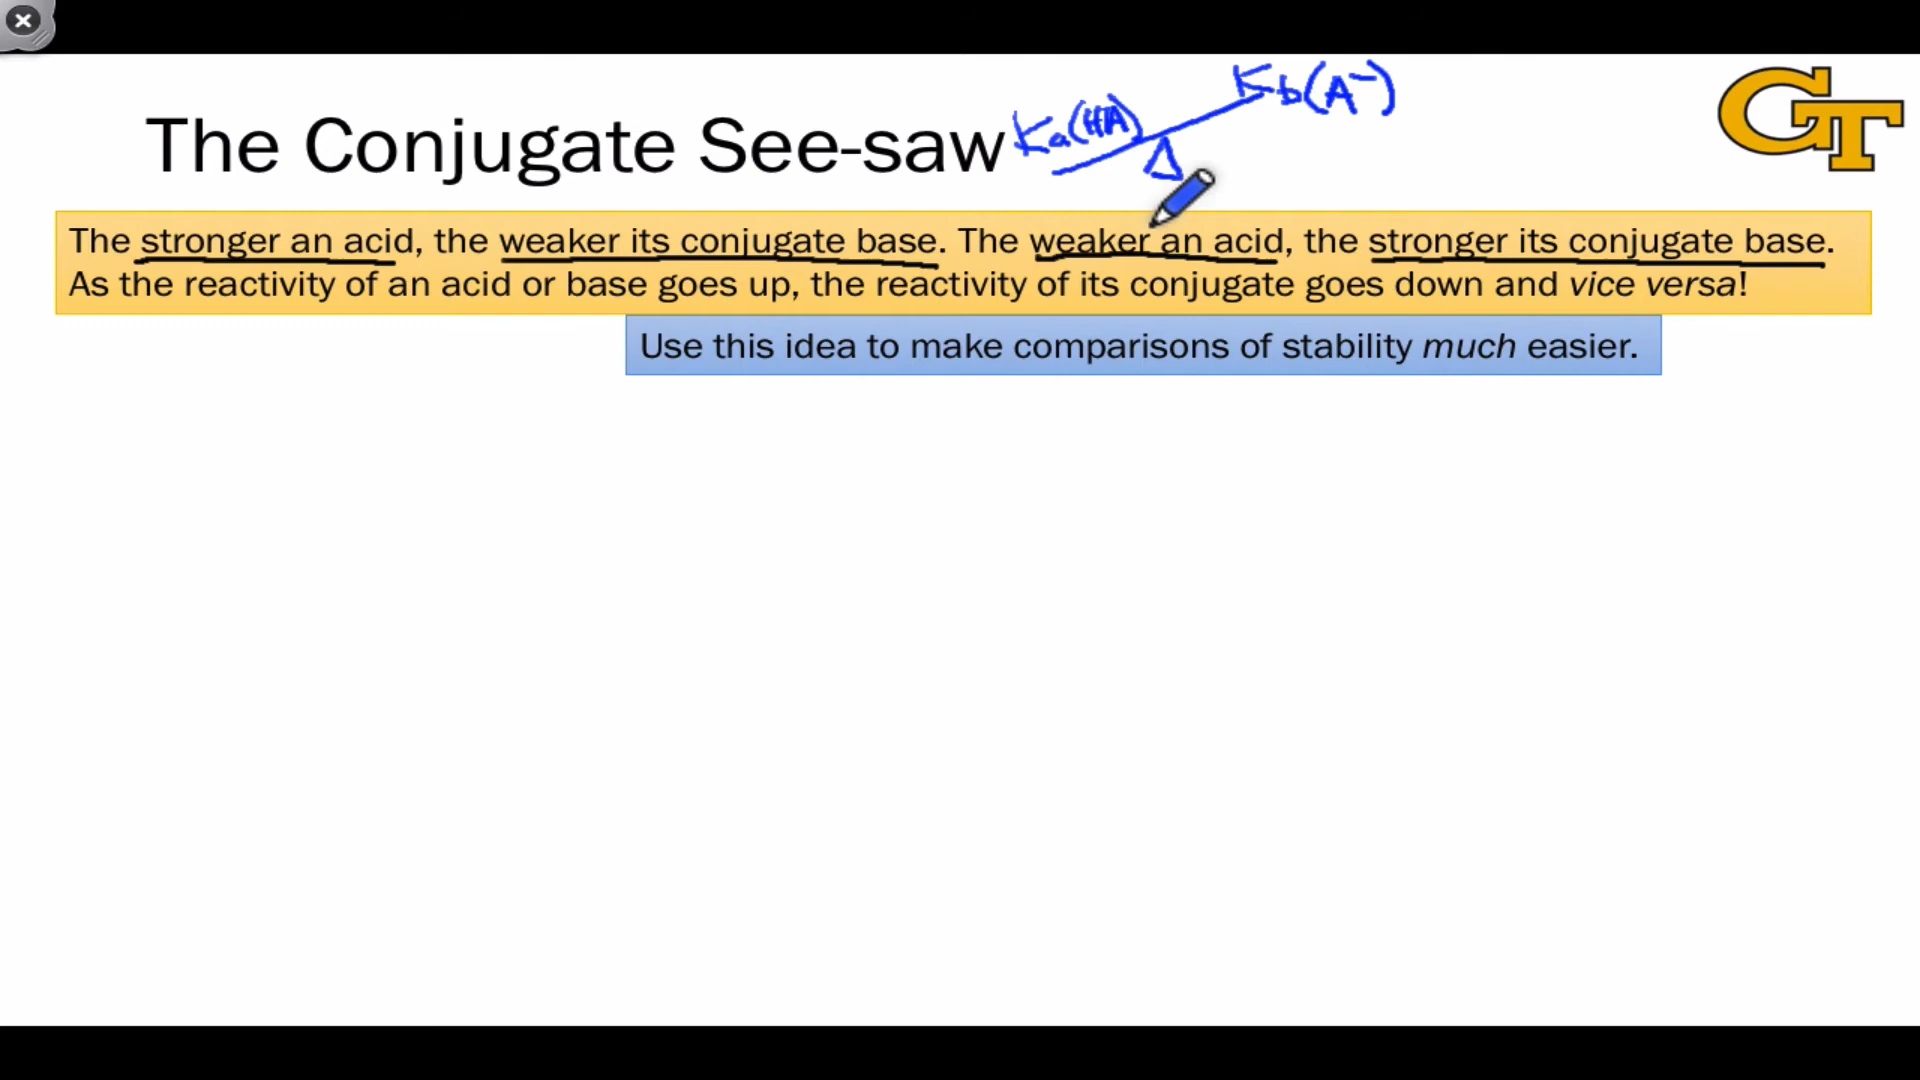 The Conjugate See-saw
Ka(HA)
Kb(A⁻)
GT
The stronger an acid, the weaker its conjugate base. The weaker an acid, the stronger its conjugate base.
As the reactivity of an acid or base goes up, the reactivity of its conjugate goes down and vice versa!
Use this idea to make comparisons of stability much easier.